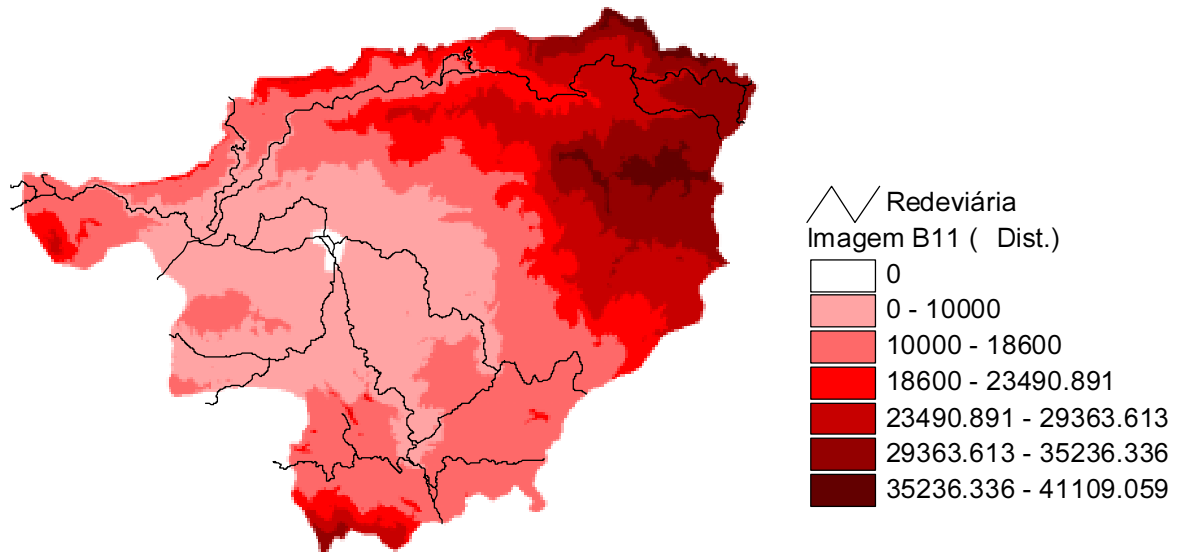 Redeviária
Imagem B11 ( Dist.)
0
0 - 10000
10000 - 18600
18600 - 23490.891
23490.891 - 29363.613
29363.613 - 35236.336
35236.336 - 41109.059